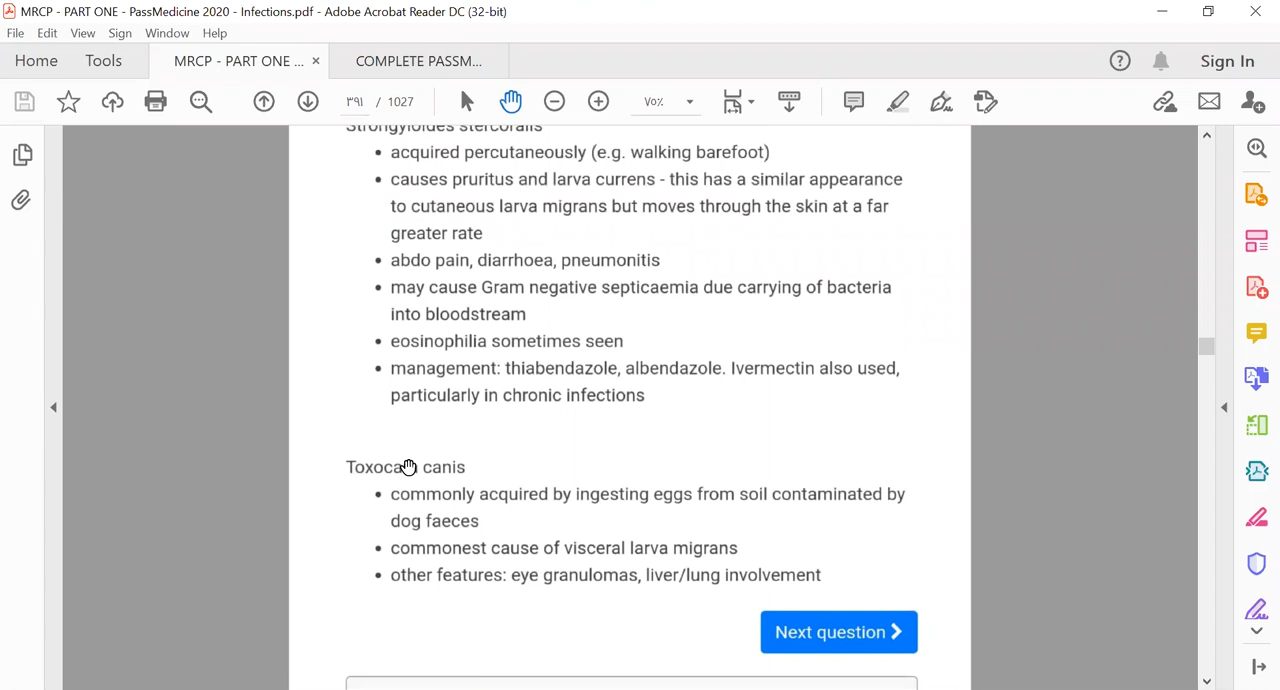 MRCP - PART ONE - PassMedicine 2020 - Infections.pdf - Adobe Acrobat Reader DC (32-bit)
File Edit View Sign Window Help
Home Tools MRCP - PART ONE ... × COMPLETE PASSM... Sign In
٣٩١ / 1027 ٧٥%
Strongyloides stercoralis
• acquired percutaneously (e.g. walking barefoot)
• causes pruritus and larva currens - this has a similar appearance
to cutaneous larva migrans but moves through the skin at a far
greater rate
• abdo pain, diarrhoea, pneumonitis
• may cause Gram negative septicaemia due carrying of bacteria
into bloodstream
• eosinophilia sometimes seen
• management: thiabendazole, albendazole. Ivermectin also used,
particularly in chronic infections
Toxocara canis
• commonly acquired by ingesting eggs from soil contaminated by
dog faeces
• commonest cause of visceral larva migrans
• other features: eye granulomas, liver/lung involvement
Next question